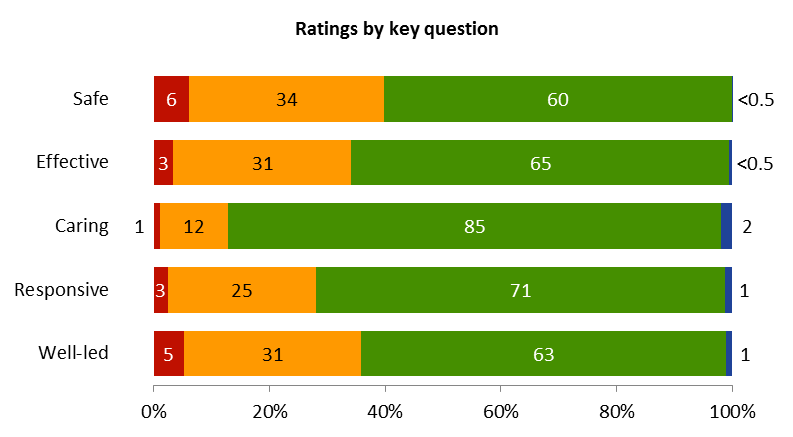 Ratings by key question
Safe 6 34 60 <0.5
Effective 3 31 65 <0.5
Caring 1 12 85 2
Responsive 3 25 71 1
Well-led 5 31 63 1
0% 20% 40% 60% 80% 100%